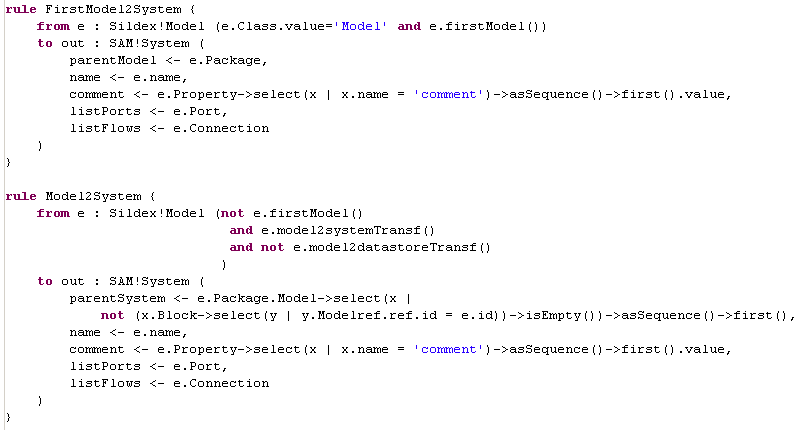 rule FirstModel2System {
    from e : Sildex!Model (e.Class.value='Model' and e.firstModel())
    to out : SAM!System (
        parentModel <- e.Package,
        name <- e.name,
        comment <- e.Property->select(x | x.name = 'comment')->asSequence()->first().value,
        listPorts <- e.Port,
        listFlows <- e.Connection
    )
}

rule Model2System {
    from e : Sildex!Model (not e.firstModel()
                            and e.model2systemTransf()
                            and not e.model2datastoreTransf()
                           )
    to out : SAM!System (
        parentSystem <- e.Package.Model->select(x |
            not (x.Block->select(y | y.Modelref.ref.id = e.id))->isEmpty())->asSequence()->first(),
        name <- e.name,
        comment <- e.Property->select(x | x.name = 'comment')->asSequence()->first().value,
        listPorts <- e.Port,
        listFlows <- e.Connection
    )
}